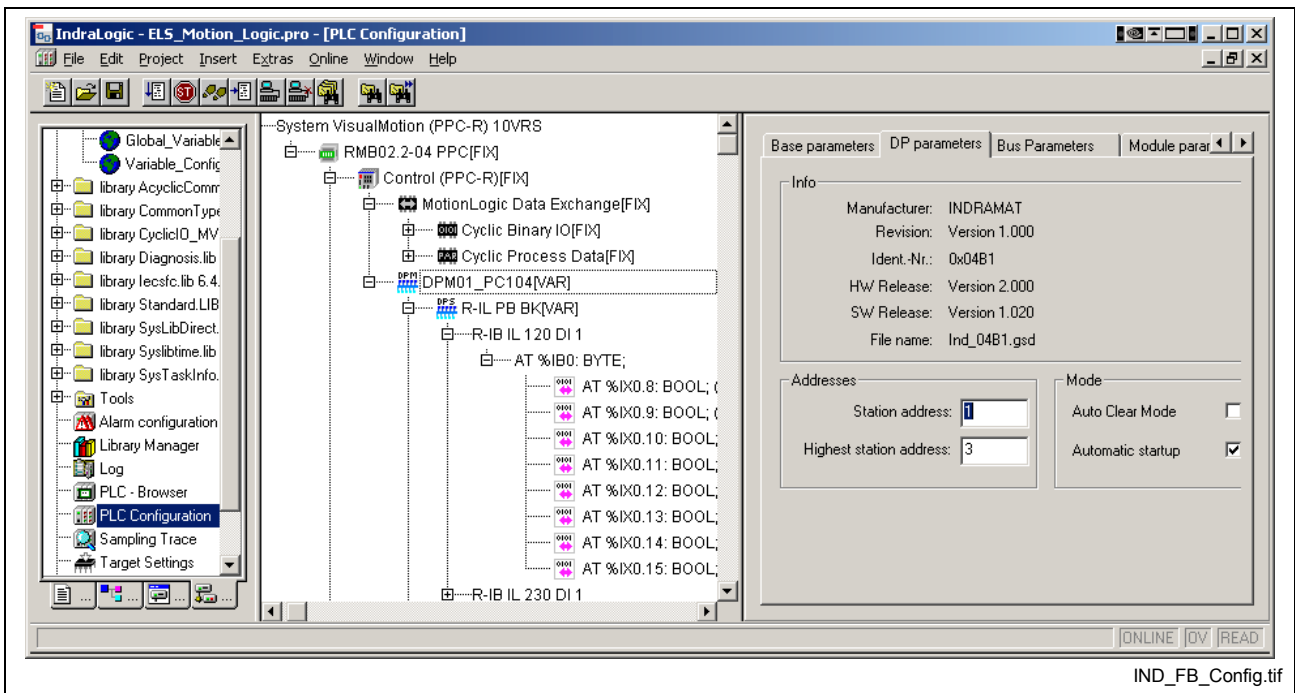 IndraLogic - ELS_Motion_Logic.pro - [PLC Configuration]
File Edit Project Insert Extras Online Window Help
Global_Variable
Variable_Config
library AcyclicComm
library CommonType
library CyclicIO_MV
library Diagnosis.lib
library Iecsfc.lib 6.4.
library Standard.LIB
library SysLibDirect.
library Syslibtime.lib
library SysTaskInfo.
Tools
Alarm configuration
Library Manager
Log
PLC - Browser
PLC Configuration
Sampling Trace
Target Settings
System VisualMotion (PPC-R) 10VRS
RMB02.2-04 PPC[FIX]
Control (PPC-R)[FIX]
MotionLogic Data Exchange[FIX]
Cyclic Binary IO[FIX]
Cyclic Process Data[FIX]
DPM01_PC104[VAR]
R-IL PB BK[VAR]
R-IB IL 120 DI 1
AT %IB0: BYTE;
AT %IX0.8: BOOL; (
AT %IX0.9: BOOL; (
AT %IX0.10: BOOL;
AT %IX0.11: BOOL;
AT %IX0.12: BOOL;
AT %IX0.13: BOOL;
AT %IX0.14: BOOL;
AT %IX0.15: BOOL;
R-IB IL 230 DI 1
Base parameters DP parameters Bus Parameters Module parar
Info
Manufacturer: INDRAMAT
Revision: Version 1.000
Ident.-Nr.: 0x04B1
HW Release: Version 2.000
SW Release: Version 1.020
File name: Ind_04B1.gsd
Addresses
Station address: 1
Highest station address: 3
Mode
Auto Clear Mode
Automatic startup
ONLINE OV READ
IND_FB_Config.tif